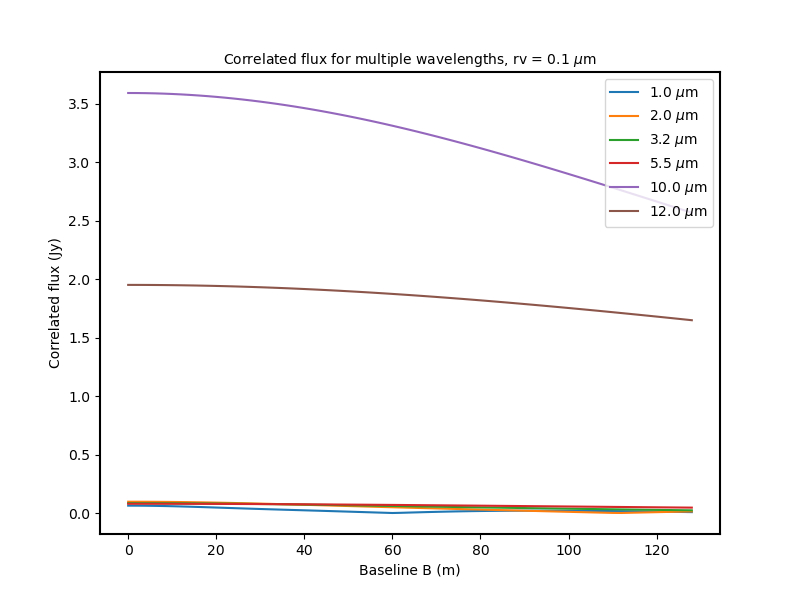 Correlated flux for multiple wavelengths, rv = 0.1 μm
1.0 μm
2.0 μm
3.2 μm
5.5 μm
10.0 μm
12.0 μm
Correlated flux (Jy)
3.5
3.0
2.5
2.0
1.5
1.0
0.5
0.0
0 20 40 60 80 100 120
Baseline B (m)